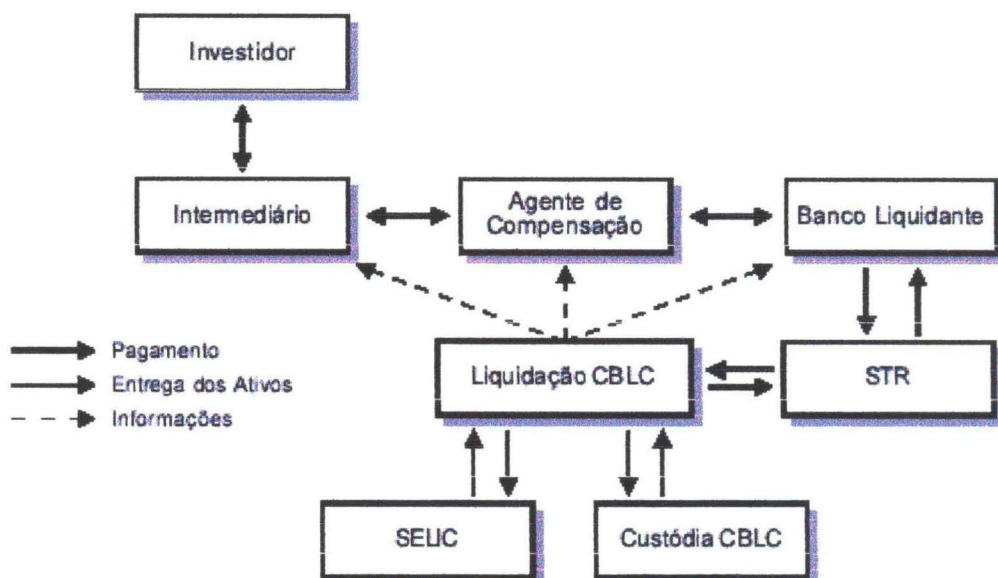 Investidor
Intermediário
Agente de
Compensação
Banco Liquidante
Pagamento
Entrega dos Ativos
Informações
Liquidação CBLC
STR
SELIC
Custódia CBLC